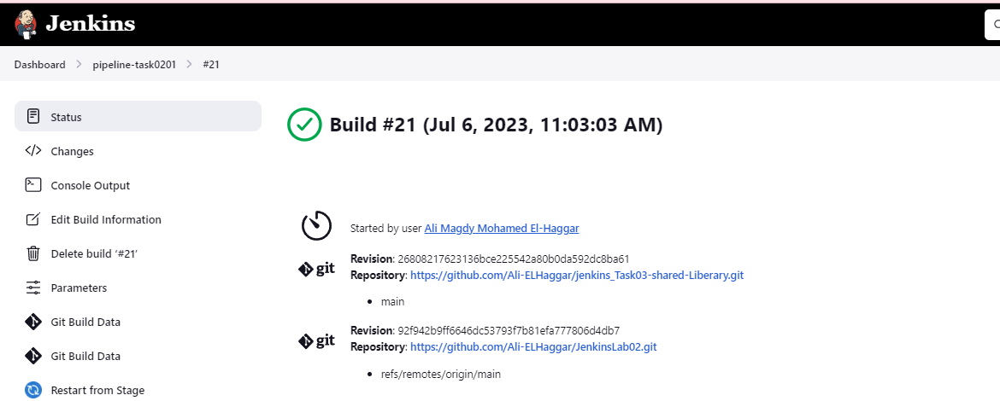 Jenkins
Dashboard > pipeline-task0201 > #21
Status
Changes
Console Output
Edit Build Information
Delete build ‘#21’
Parameters
Git Build Data
Git Build Data
Restart from Stage
Build #21 (Jul 6, 2023, 11:03:03 AM)
Started by user Ali Magdy Mohamed El-Haggar
git
Revision: 26808217623136bce225542a80b0da592dc8ba61
Repository: https://github.com/Ali-ELHaggar/jenkins_Task03-shared-Liberary.git
• main
git
Revision: 92f942b9ff6646dc53793f7b81efa777806d4db7
Repository: https://github.com/Ali-ELHaggar/JenkinsLab02.git
• refs/remotes/origin/main